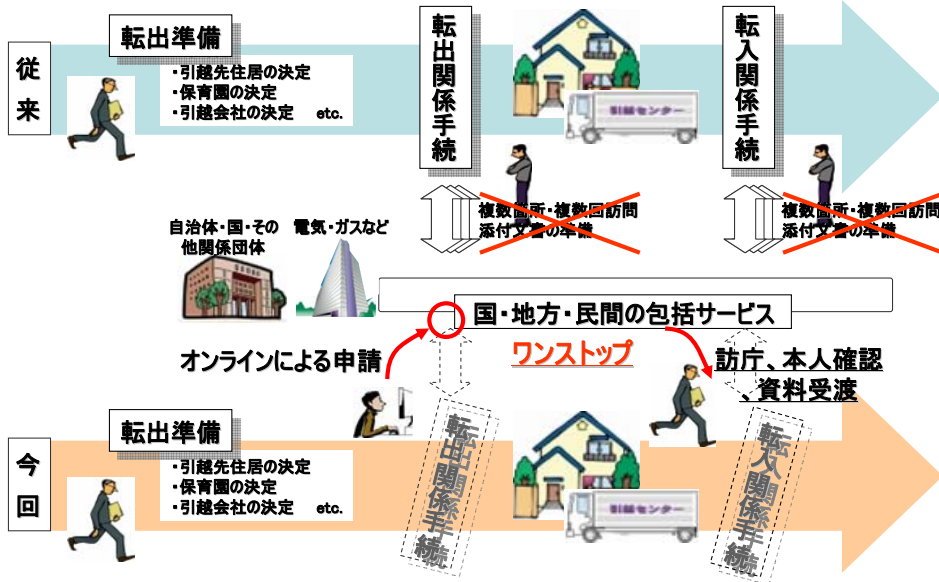 従来
転出準備
・引越先住居の決定
・保育園の決定
・引越会社の決定 etc.
転出関係手続
引越センター
転入関係手続
複数箇所・複数回訪問
添付文書の準備
複数箇所・複数回訪問
添付文書の準備
自治体・国・その
他関係団体
電気・ガスなど
国・地方・民間の包括サービス
オンラインによる申請
ワンストップ
訪庁、本人確認
、資料受渡
今回
転出準備
・引越先住居の決定
・保育園の決定
・引越会社の決定 etc.
転出関係手続
引越センター
転入関係手続